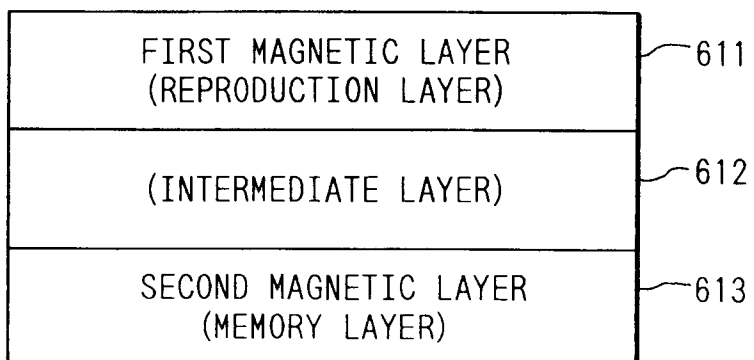 FIRST MAGNETIC LAYER
(REPRODUCTION LAYER)
611
(INTERMEDIATE LAYER)
612
SECOND MAGNETIC LAYER
(MEMORY LAYER)
613